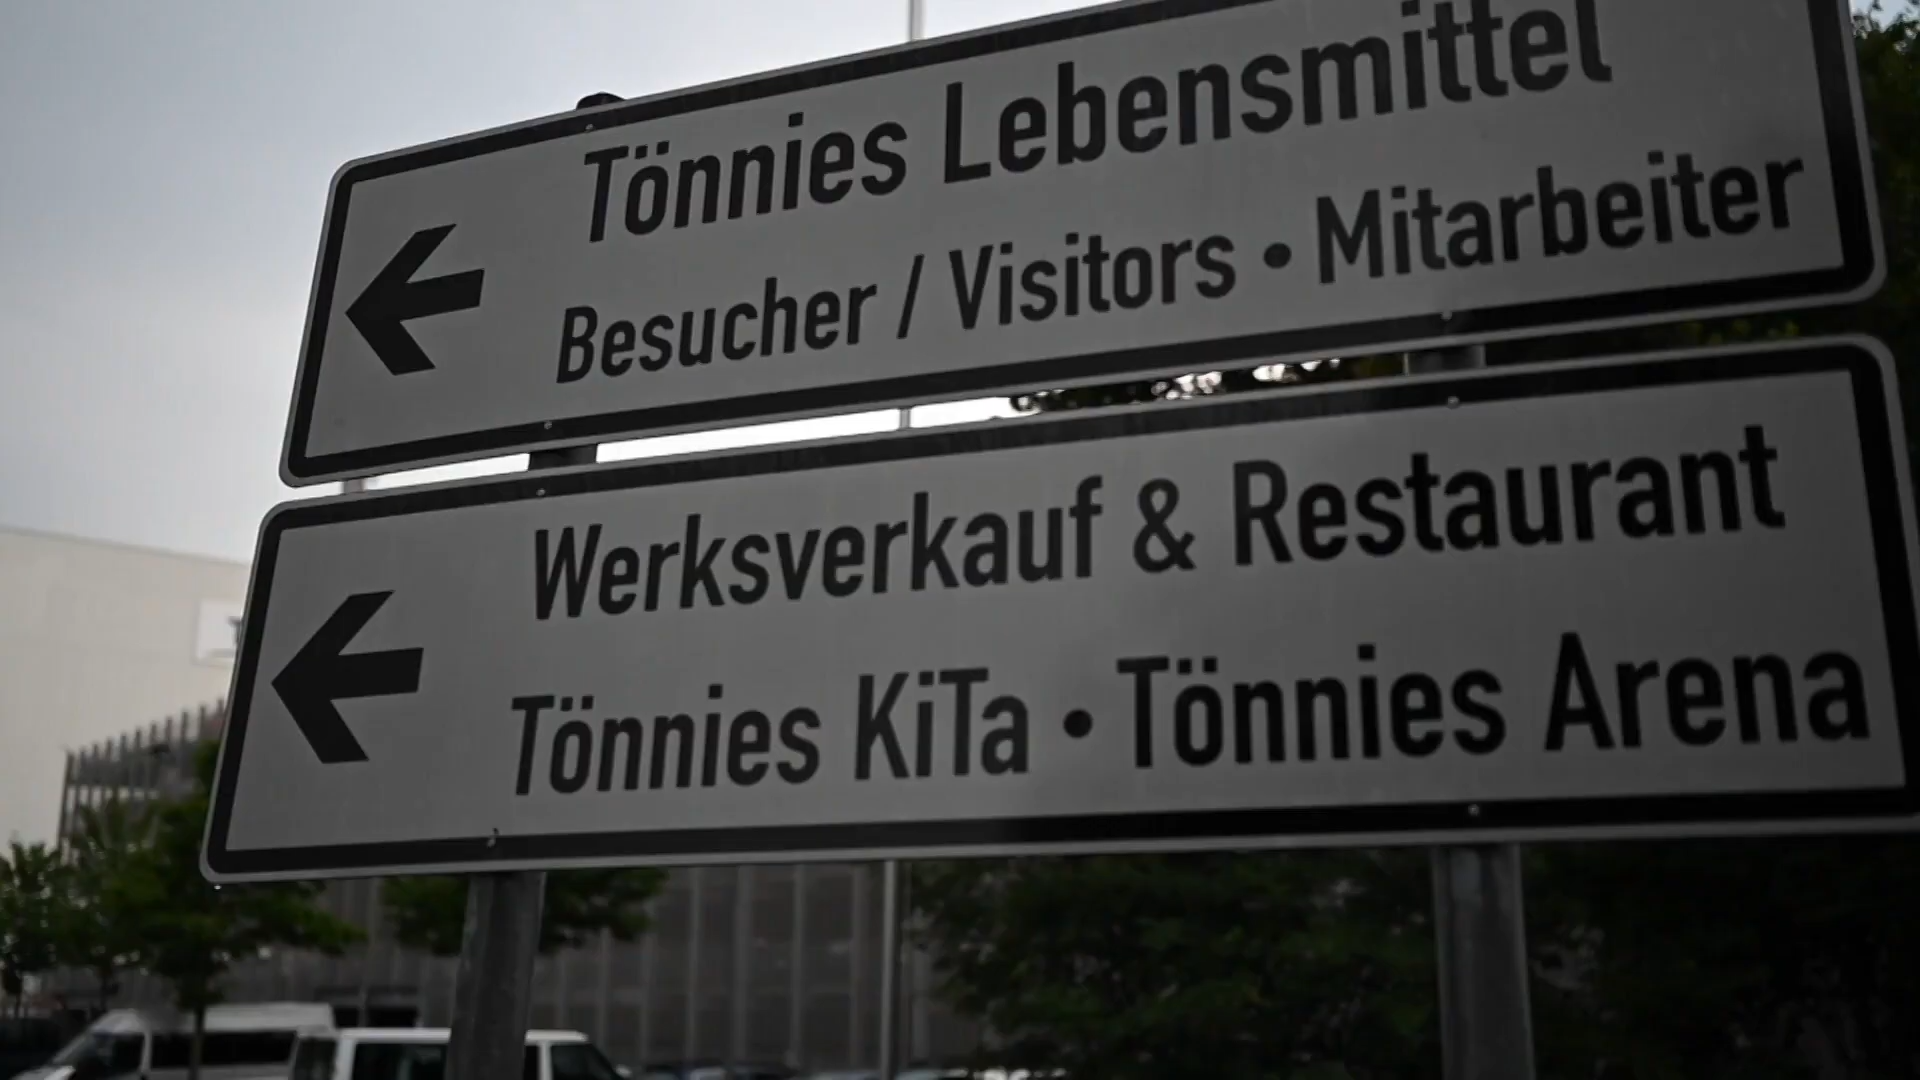 Tönnies Lebensmittel
Besucher / Visitors • Mitarbeiter
Werksverkauf & Restaurant
Tönnies KiTa • Tönnies Arena